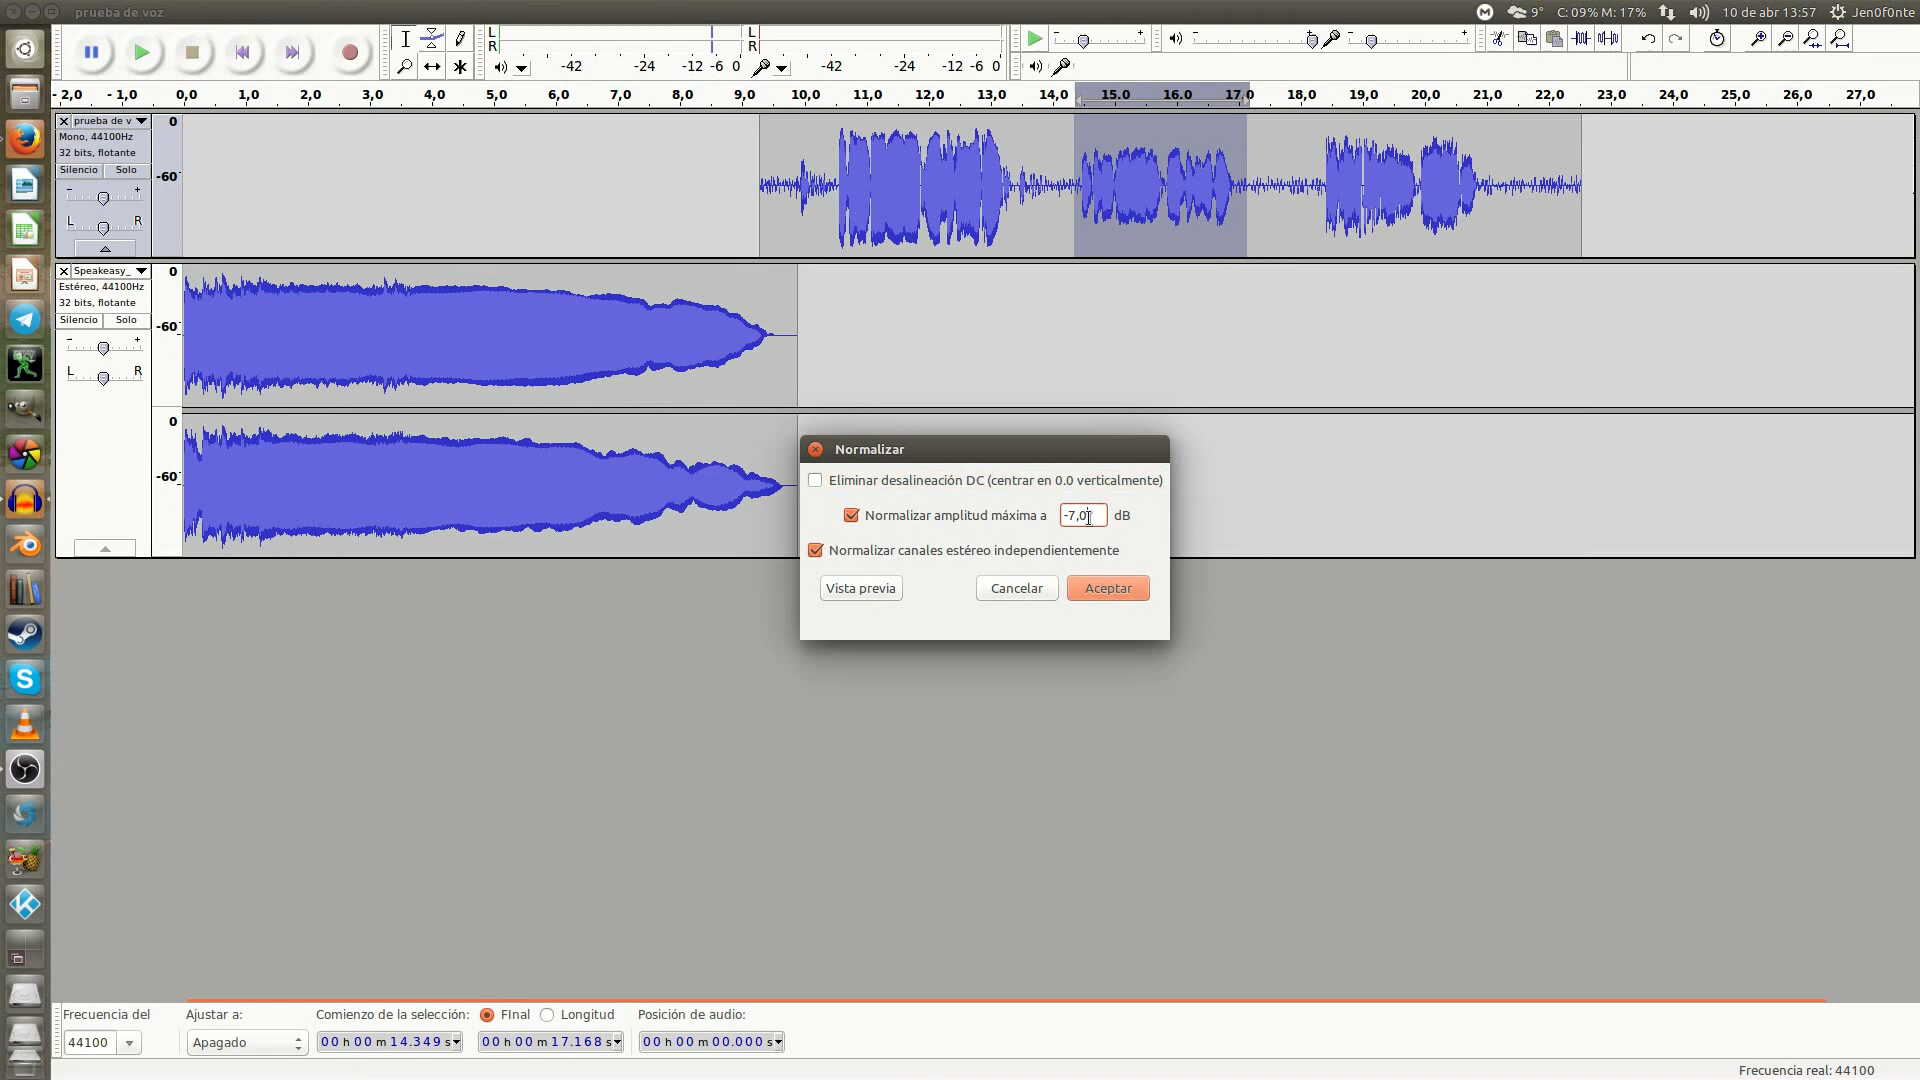 prueba de voz
9° C: 09% M: 17% 10 de abr 13:57 Jen0f0nte
L
R
-42 -24 -12 -6 0
L
R
-42 -24 -12 -6 0
- 2,0 - 1,0 0,0 1,0 2,0 3,0 4,0 5,0 6,0 7,0 8,0 9,0 10,0 11,0 12,0 13,0 14,0 15,0 16,0 17,0 18,0 19,0 20,0 21,0 22,0 23,0 24,0 25,0 26,0 27,0
prueba de v
Mono, 44100Hz
32 bits, flotante
Silencio Solo
- +
L R
0
-60
Speakeasy_
Estéreo, 44100Hz
32 bits, flotante
Silencio Solo
- +
L R
0
-60
0
-60
Normalizar
Eliminar desalineación DC (centrar en 0.0 verticalmente)
Normalizar amplitud máxima a -7,0 dB
Normalizar canales estéreo independientemente
Vista previa Cancelar Aceptar
Frecuencia del Ajustar a: Comienzo de la selección: FInal Longitud Posición de audio:
44100 Apagado 00 h 00 m 14.349 s 00 h 00 m 17.168 s 00 h 00 m 00.000 s
Frecuencia real: 44100